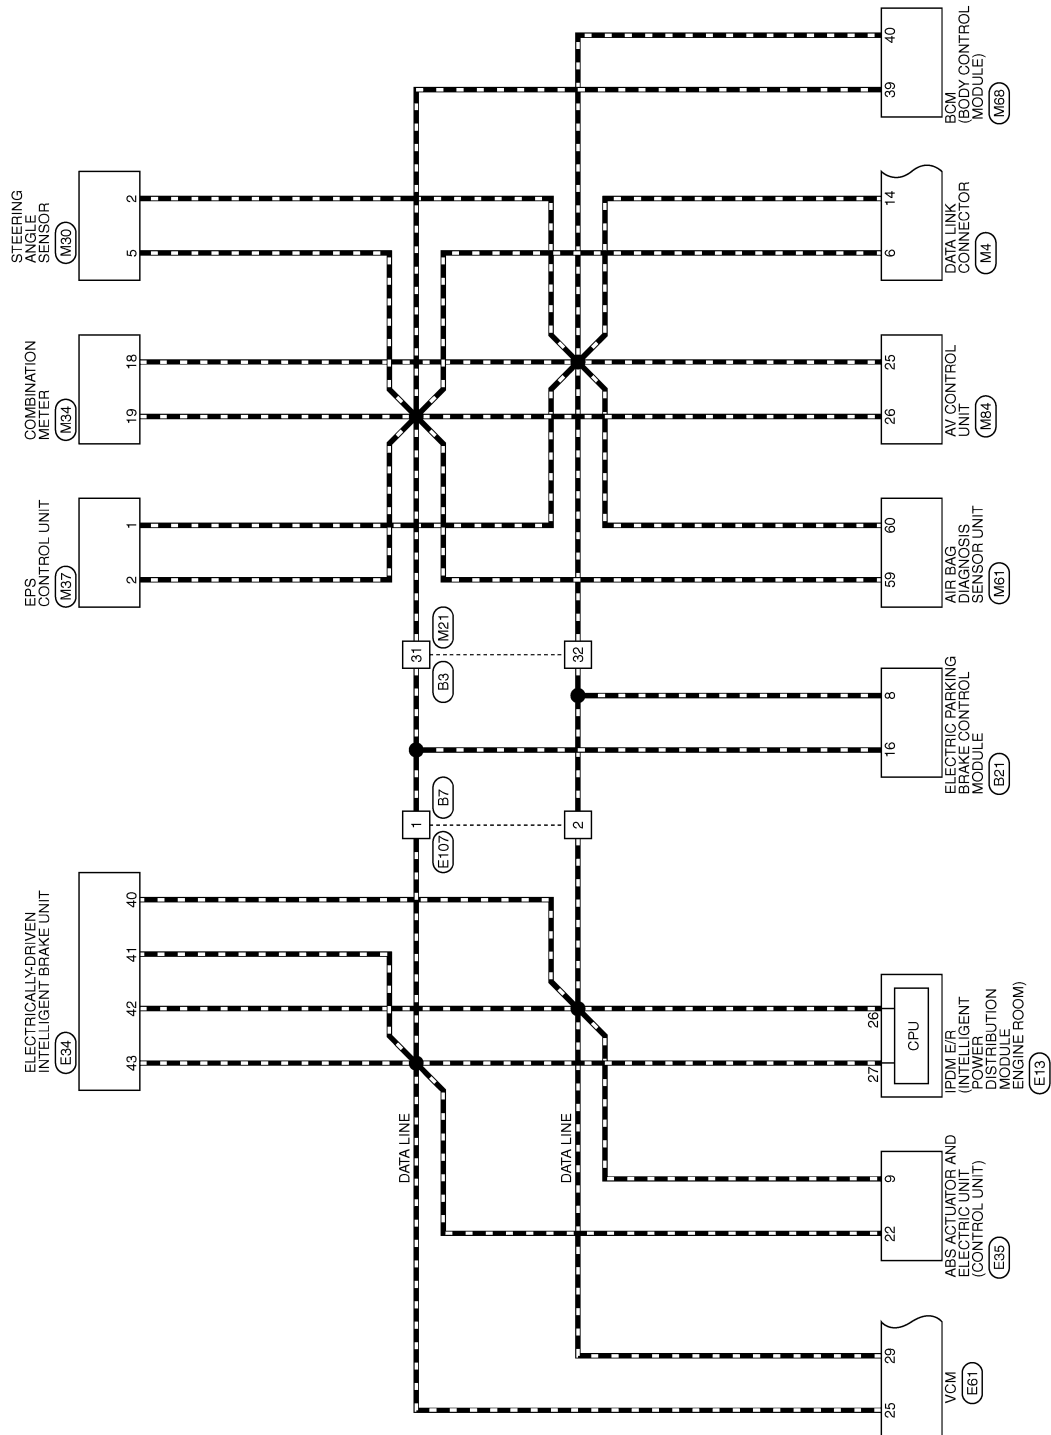 ELECTRICALLY-DRIVEN
INTELLIGENT BRAKE UNIT
E34
43
42
41
40
EPS
CONTROL UNIT
M37
2
1
COMBINATION
METER
M34
19
18
STEERING
ANGLE
SENSOR
M30
5
2
DATA LINE
1
E107
B7
31
B3
M21
DATA LINE
2
32
25
29
VCM
E61
22
9
ABS ACTUATOR AND
ELECTRIC UNIT
(CONTROL UNIT)
E35
27
26
CPU
IPDM E/R
(INTELLIGENT
POWER
DISTRIBUTION
MODULE
ENGINE ROOM)
E13
16
8
ELECTRIC PARKING
BRAKE CONTROL
MODULE
B21
59
60
AIR BAG
DIAGNOSIS
SENSOR UNIT
M61
26
25
AV CONTROL
UNIT
M84
6
14
DATA LINK
CONNECTOR
M4
39
40
BCM
(BODY CONTROL
MODULE)
M68